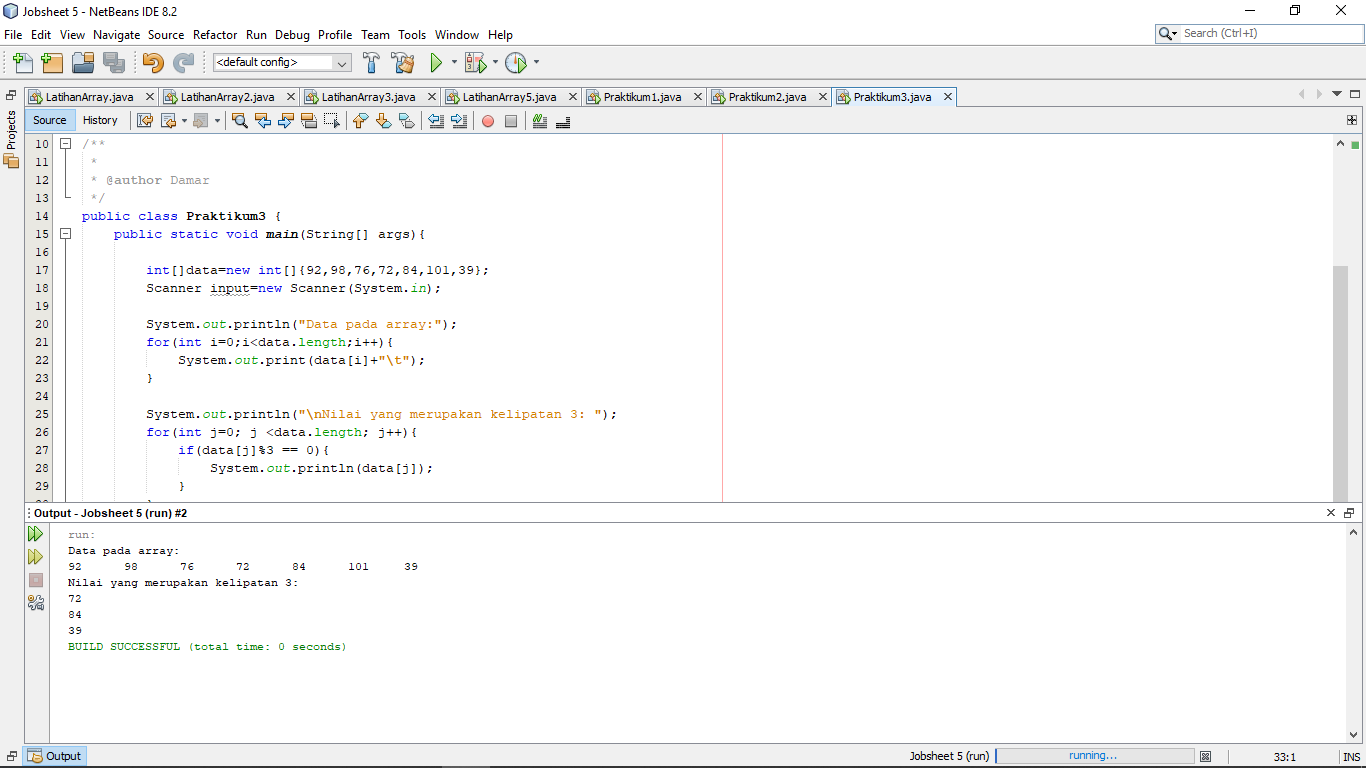 Jobsheet 5 - NetBeans IDE 8.2
File Edit View Navigate Source Refactor Run Debug Profile Team Tools Window Help
Search (Ctrl+I)
<default config>
LatihanArray.java LatihanArray2.java LatihanArray3.java LatihanArray5.java Praktikum1.java Praktikum2.java Praktikum3.java
Projects
Source History
10 /**
11 *
12 * @author Damar
13 */
14 public class Praktikum3 {
15 public static void main(String[] args){
16
17 int[]data=new int[]{92,98,76,72,84,101,39};
18 Scanner input=new Scanner(System.in);
19
20 System.out.println("Data pada array:");
21 for(int i=0;i<data.length;i++){
22 System.out.print(data[i]+"\t");
23 }
24
25 System.out.println("\nNilai yang merupakan kelipatan 3: ");
26 for(int j=0; j <data.length; j++){
27 if(data[j]%3 == 0){
28 System.out.println(data[j]);
29 }
Output - Jobsheet 5 (run) #2
run:
Data pada array:
92 98 76 72 84 101 39
Nilai yang merupakan kelipatan 3:
72
84
39
BUILD SUCCESSFUL (total time: 0 seconds)
Output
Jobsheet 5 (run) running... 33:1 INS